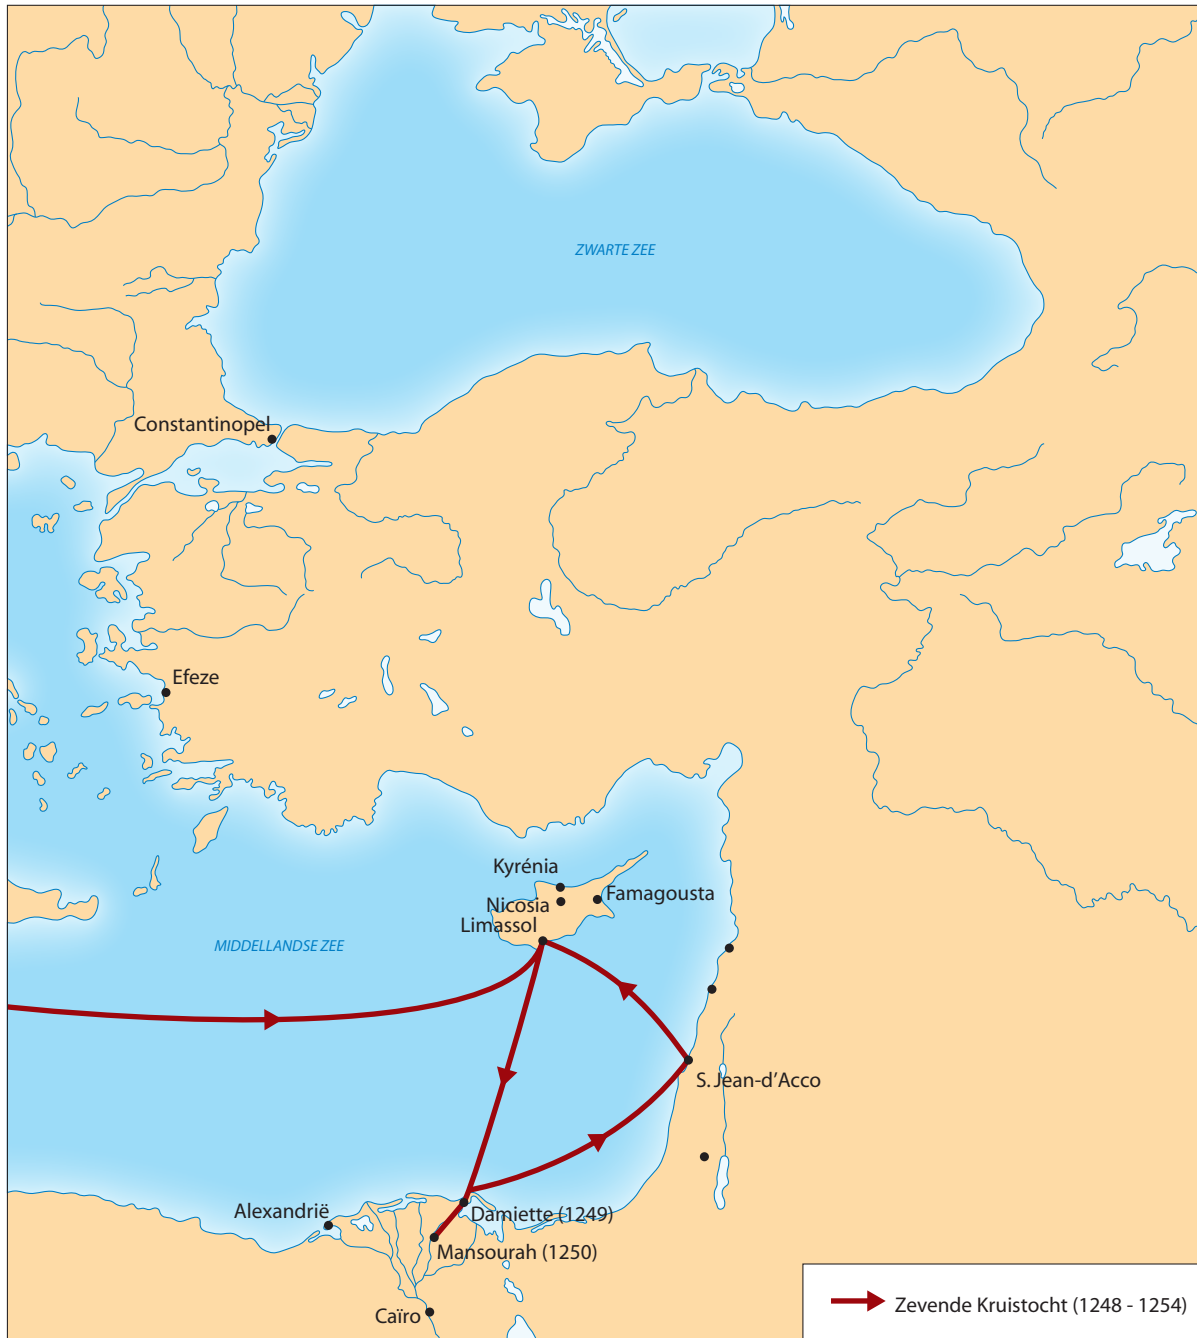 ZWARTE ZEE
Constantinopel
Efeze
Kyrénia
Famagousta
Nicosia
Limassol
MIDDELLANDSE ZEE
S. Jean-d'Acco
Alexandrië
Damiette (1249)
Mansourah (1250)
Caïro
Zevende Kruistocht (1248 - 1254)